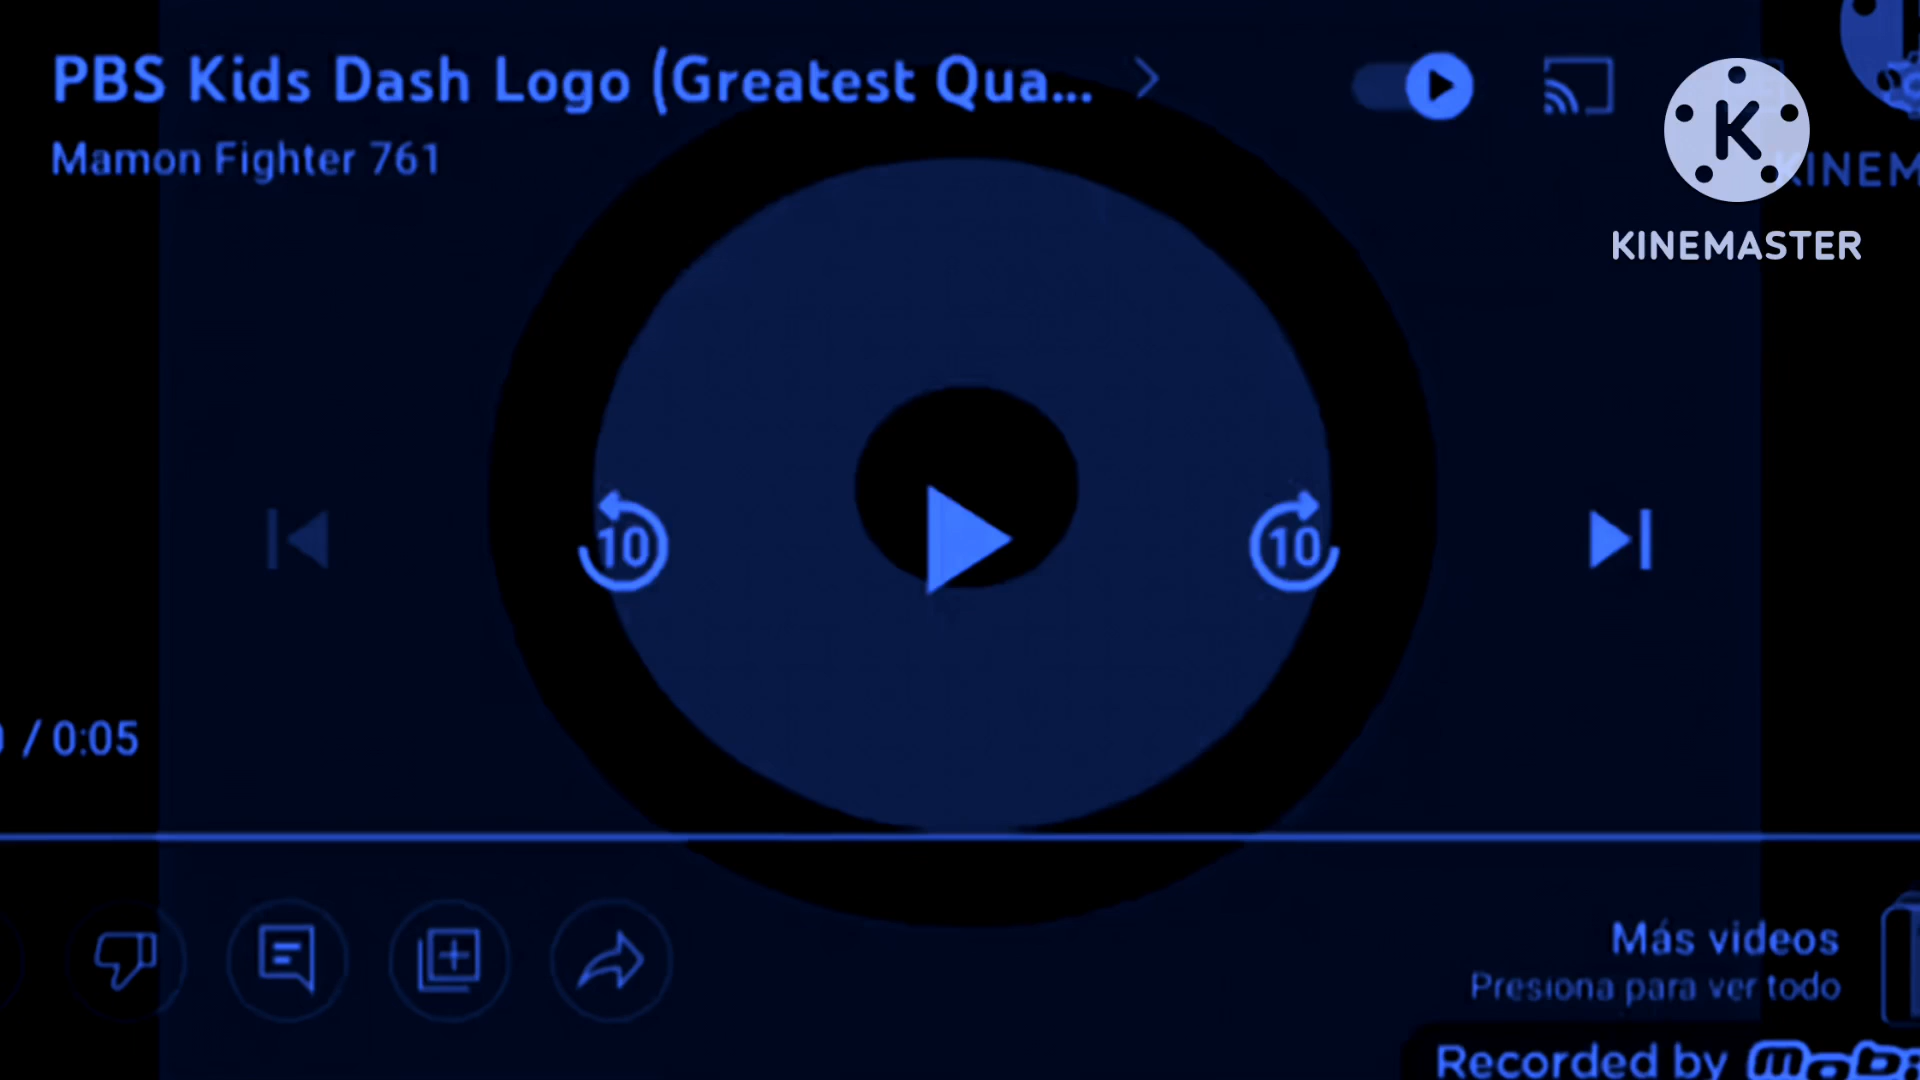 PBS Kids Dash Logo (Greatest Qua...
Mamon Fighter 761
K
KINEMASTER
KINEM
10
10
/ 0:05
Más videos
Presiona para ver todo
Recorded by